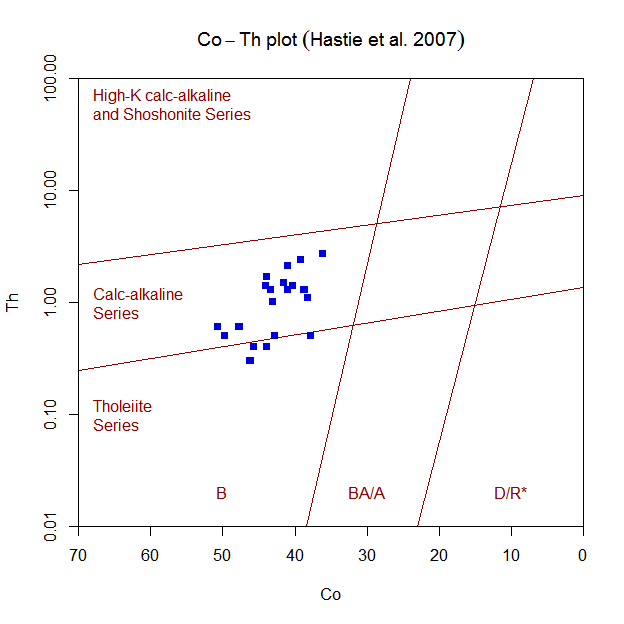 Co – Th plot (Hastie et al. 2007)
100.00
High-K calc-alkaline
and Shoshonite Series
10.00
Th
1.00
Calc-alkaline
Series
0.10
Tholeiite
Series
B BA/A D/R*
0.01
70 60 50 40 30 20 10 0
Co